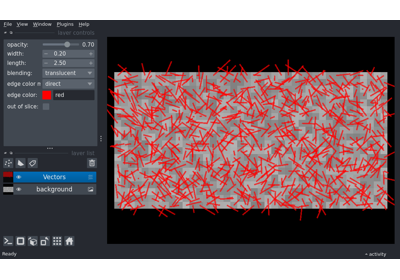 File View Window Plugins Help
layer controls
opacity: 0.70
width: 0.20
length: 2.50
blending: translucent
edge color m direct
edge color: red
out of slice:
layer list
Vectors
background
Ready
activity